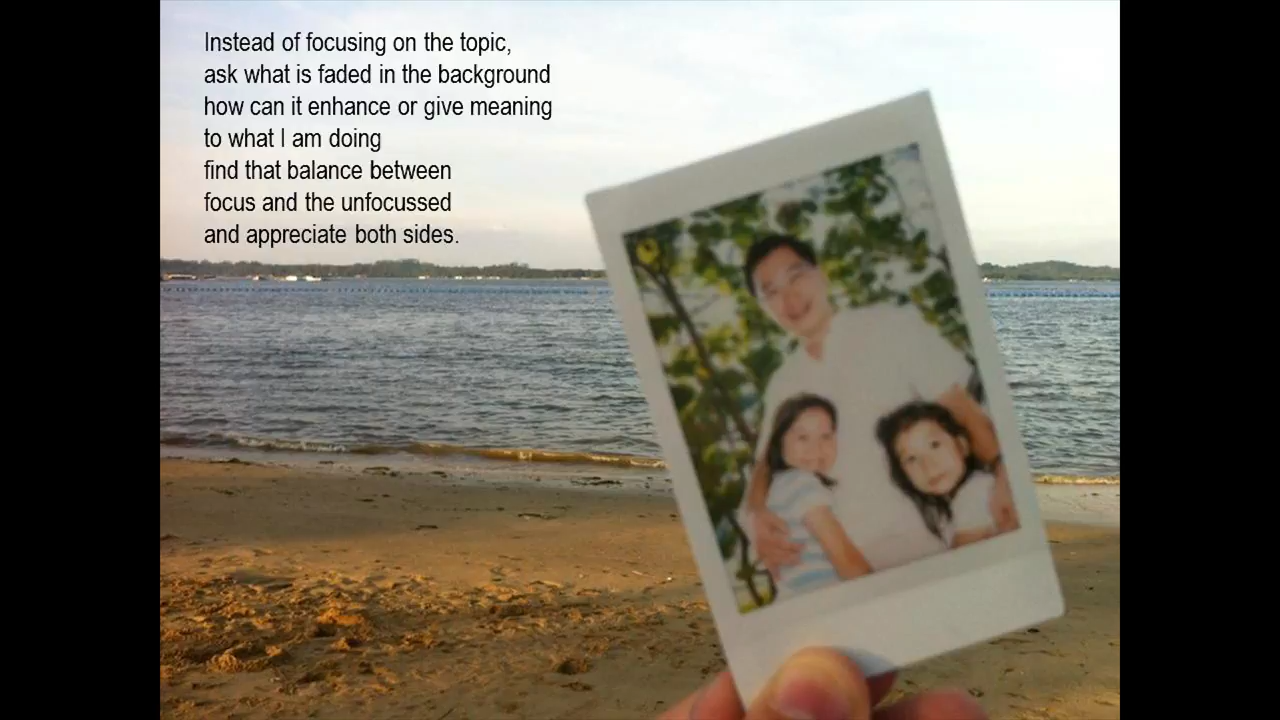 Instead of focusing on the topic,
ask what is faded in the background
how can it enhance or give meaning
to what I am doing
find that balance between
focus and the unfocussed
and appreciate both sides.